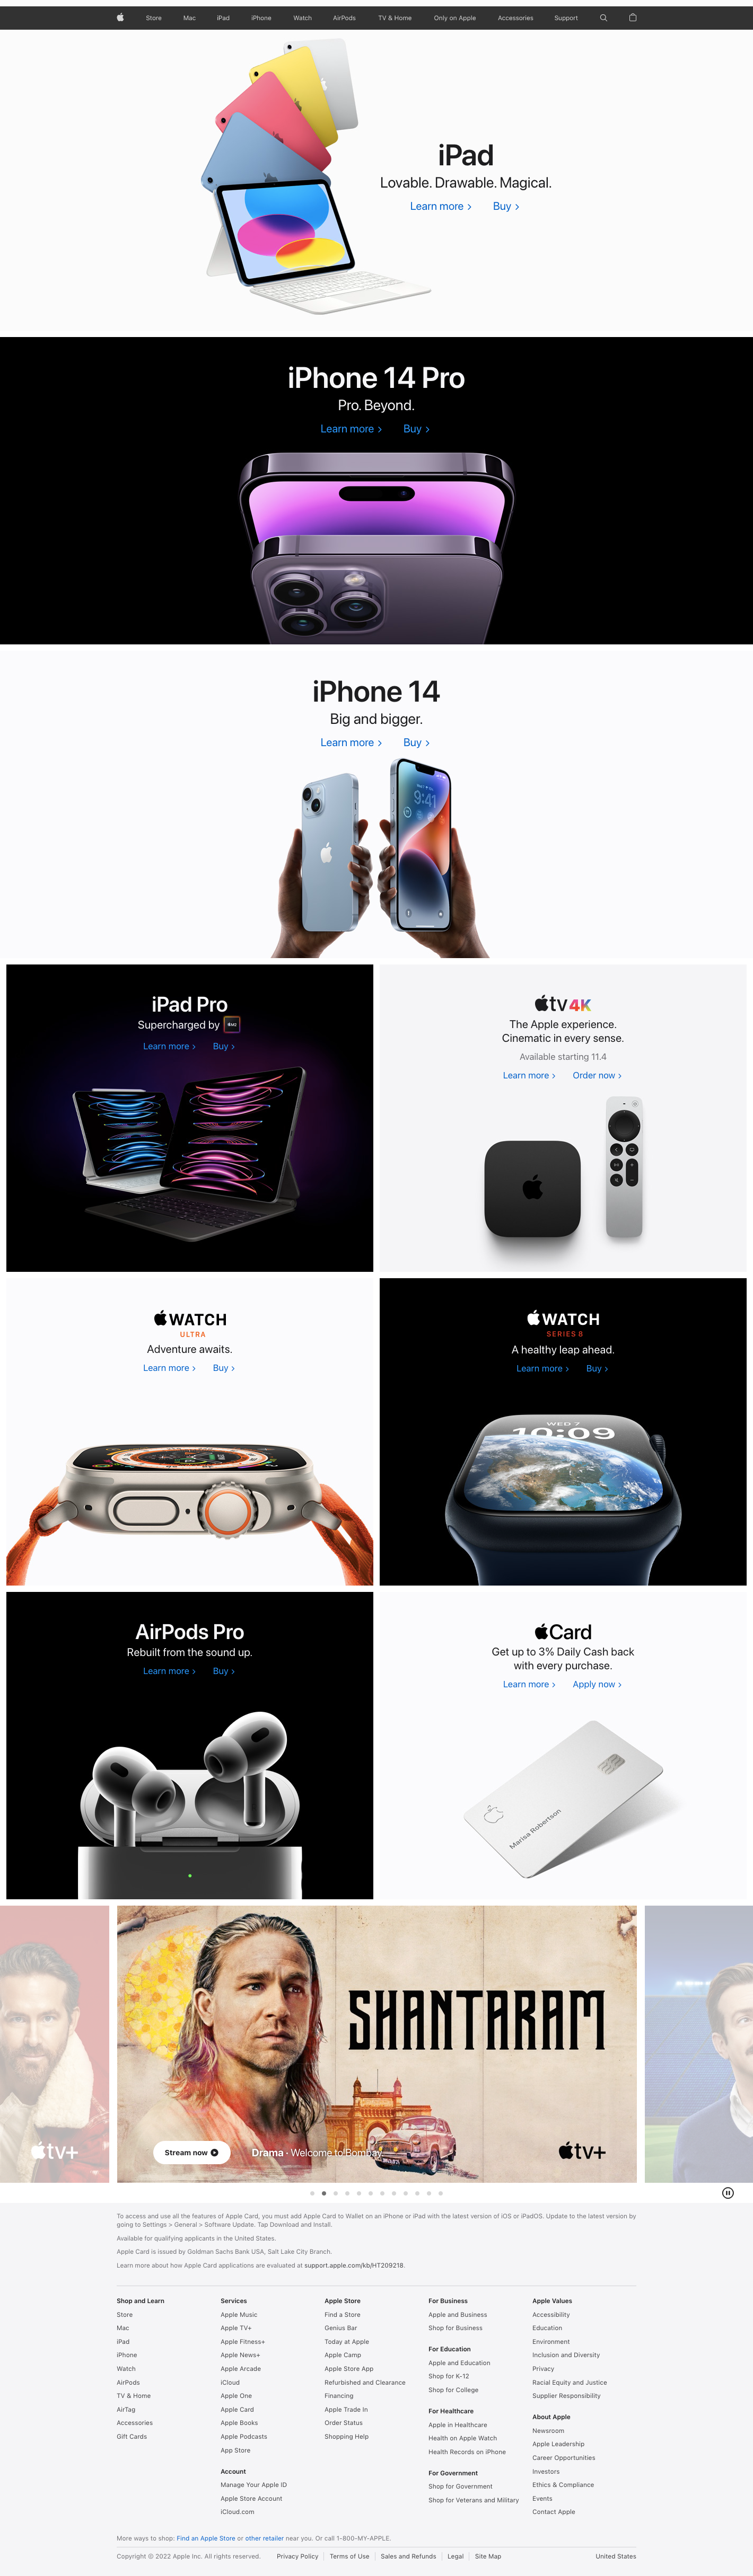 Store Mac iPad iPhone Watch AirPods TV & Home Only on Apple Accessories Support
iPad
Lovable. Drawable. Magical.
Learn more > Buy >
iPhone 14 Pro
Pro. Beyond.
Learn more > Buy >
iPhone 14
Big and bigger.
Learn more > Buy >
9:41
iPad Pro
Supercharged by M2
Learn more > Buy >
tv 4K
The Apple experience.
Cinematic in every sense.
Available starting 11.4
Learn more > Order now >
WATCH
ULTRA
Adventure awaits.
Learn more > Buy >
WATCH
SERIES 8
A healthy leap ahead.
Learn more > Buy >
WED 7
10:09
AirPods Pro
Rebuilt from the sound up.
Learn more > Buy >
Card
Get up to 3% Daily Cash back
with every purchase.
Learn more > Apply now >
Marisa Robertson
tv+
SHANTARAM
Stream now
Drama · Welcome to Bombay.
tv+
To access and use all the features of Apple Card, you must add Apple Card to Wallet on an iPhone or iPad with the latest version of iOS or iPadOS. Update to the latest version by
going to Settings > General > Software Update. Tap Download and Install.
Available for qualifying applicants in the United States.
Apple Card is issued by Goldman Sachs Bank USA, Salt Lake City Branch.
Learn more about how Apple Card applications are evaluated at support.apple.com/kb/HT209218.
Shop and Learn
Store
Mac
iPad
iPhone
Watch
AirPods
TV & Home
AirTag
Accessories
Gift Cards
Services
Apple Music
Apple TV+
Apple Fitness+
Apple News+
Apple Arcade
iCloud
Apple One
Apple Card
Apple Books
Apple Podcasts
App Store
Account
Manage Your Apple ID
Apple Store Account
iCloud.com
Apple Store
Find a Store
Genius Bar
Today at Apple
Apple Camp
Apple Store App
Refurbished and Clearance
Financing
Apple Trade In
Order Status
Shopping Help
For Business
Apple and Business
Shop for Business
For Education
Apple and Education
Shop for K-12
Shop for College
For Healthcare
Apple in Healthcare
Health on Apple Watch
Health Records on iPhone
For Government
Shop for Government
Shop for Veterans and Military
Apple Values
Accessibility
Education
Environment
Inclusion and Diversity
Privacy
Racial Equity and Justice
Supplier Responsibility
About Apple
Newsroom
Apple Leadership
Career Opportunities
Investors
Ethics & Compliance
Events
Contact Apple
More ways to shop: Find an Apple Store or other retailer near you. Or call 1-800-MY-APPLE.
Copyright © 2022 Apple Inc. All rights reserved. Privacy Policy | Terms of Use | Sales and Refunds | Legal | Site Map United States